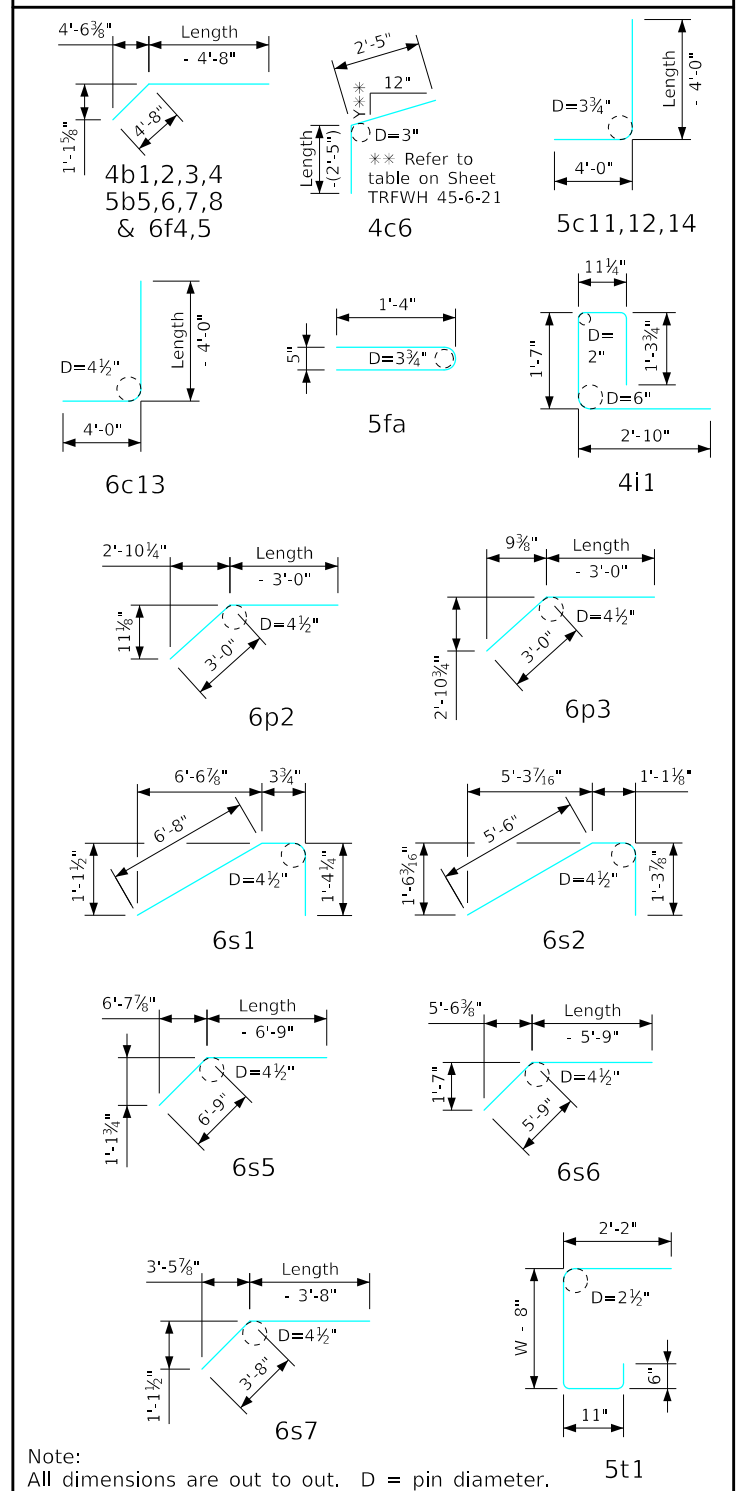 4'-6⅜"
Length
- 4'-8"
1'-1⅝"
4'-8"
4b1,2,3,4
5b5,6,7,8
& 6f4,5
2'-5"
12"
Y**
D=3"
Length
-(2'-5")
** Refer to
table on Sheet
TRFWH 45-6-21
4c6
D=3¾"
Length
- 4'-0"
4'-0"
5c11,12,14
D=4½"
Length
- 4'-0"
4'-0"
6c13
1'-4"
5"
D=3¾"
5fa
11¼"
1'-7"
D=
2"
1'-3¾"
D=6"
2'-10"
4i1
2'-10¼"
Length
- 3'-0"
11⅛"
D=4½"
3'-0"
6p2
9⅜"
Length
- 3'-0"
2'-10¾"
D=4½"
3'-0"
6p3
6'-6⅞"
3¾"
6'-8"
1'-1½"
D=4½"
1'-4¼"
6s1
5'-3⁷⁄₁₆"
1'-1⅛"
5'-6"
1'-6³⁄₁₆"
D=4½"
1'-3⅞"
6s2
6'-7⅞"
Length
- 6'-9"
1'-1¾"
D=4½"
6'-9"
6s5
5'-6⅜"
Length
- 5'-9"
1'-7"
D=4½"
5'-9"
6s6
3'-5⅞"
Length
- 3'-8"
1'-1½"
D=4½"
3'-8"
6s7
2'-2"
W - 8"
D=2½"
6"
11"
5t1
Note:
All dimensions are out to out. D = pin diameter.